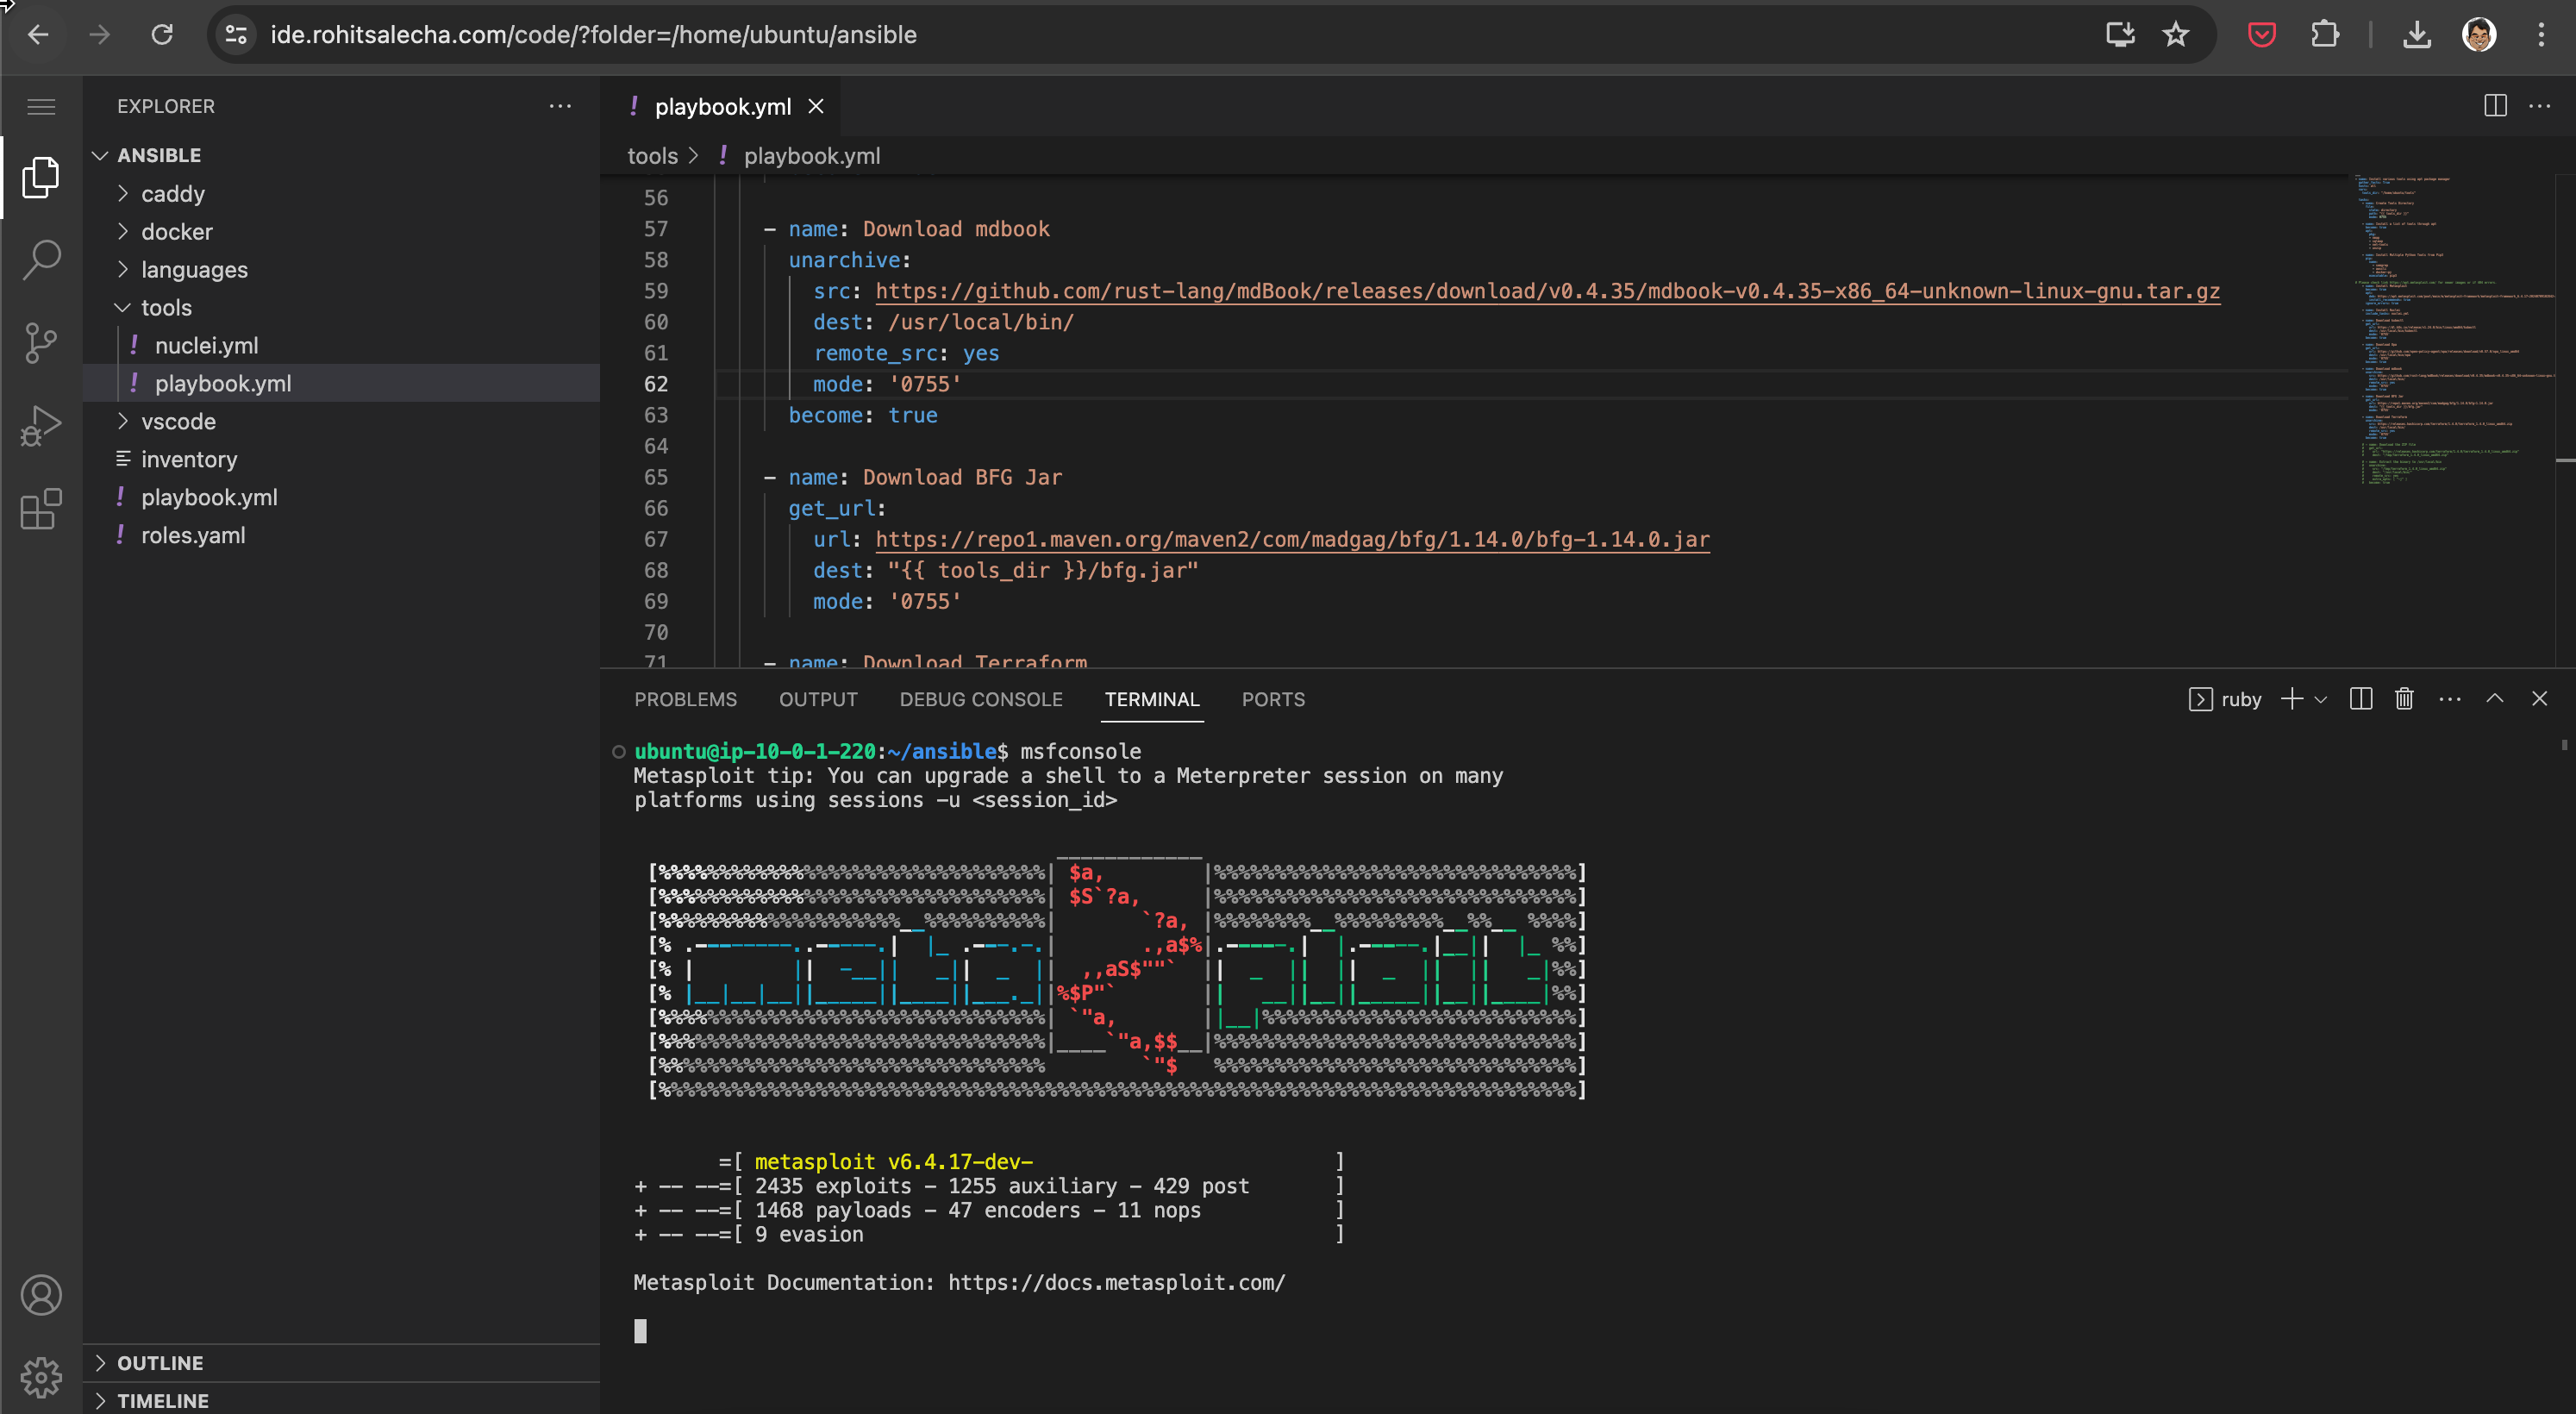 ide.rohitsalecha.com/code/?folder=/home/ubuntu/ansible
EXPLORER
ANSIBLE
caddy
docker
languages
tools
! nuclei.yml
! playbook.yml
vscode
inventory
! playbook.yml
! roles.yaml
OUTLINE
TIMELINE
! playbook.yml
tools > ! playbook.yml
56
57 - name: Download mdbook
58 unarchive:
59 src: https://github.com/rust-lang/mdBook/releases/download/v0.4.35/mdbook-v0.4.35-x86_64-unknown-linux-gnu.tar.gz
60 dest: /usr/local/bin/
61 remote_src: yes
62 mode: '0755'
63 become: true
64
65 - name: Download BFG Jar
66 get_url:
67 url: https://repo1.maven.org/maven2/com/madgag/bfg/1.14.0/bfg-1.14.0.jar
68 dest: "{{ tools_dir }}/bfg.jar"
69 mode: '0755'
70
71 - name: Download Terraform
PROBLEMS OUTPUT DEBUG CONSOLE TERMINAL PORTS
ruby
ubuntu@ip-10-0-1-220:~/ansible$ msfconsole
Metasploit tip: You can upgrade a shell to a Meterpreter session on many
platforms using sessions -u <session_id>
metasploit
=[ metasploit v6.4.17-dev- ]
+ -- --=[ 2435 exploits - 1255 auxiliary - 429 post ]
+ -- --=[ 1468 payloads - 47 encoders - 11 nops ]
+ -- --=[ 9 evasion ]
Metasploit Documentation: https://docs.metasploit.com/